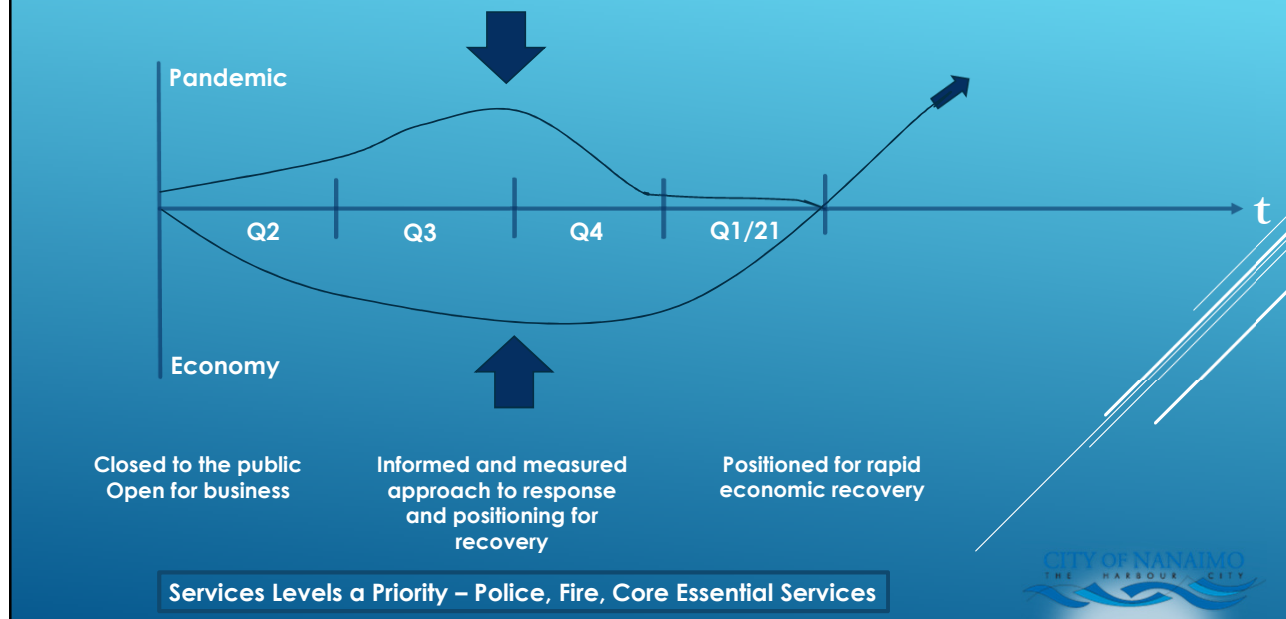 Pandemic
t
Q2
Q3
Q4
Q1/21
Economy
Closed to the public
Open for business
Informed and measured
approach to response
and positioning for
recovery
Positioned for rapid
economic recovery
Services Levels a Priority – Police, Fire, Core Essential Services
CITY OF NANAIMO
THE HARBOUR CITY